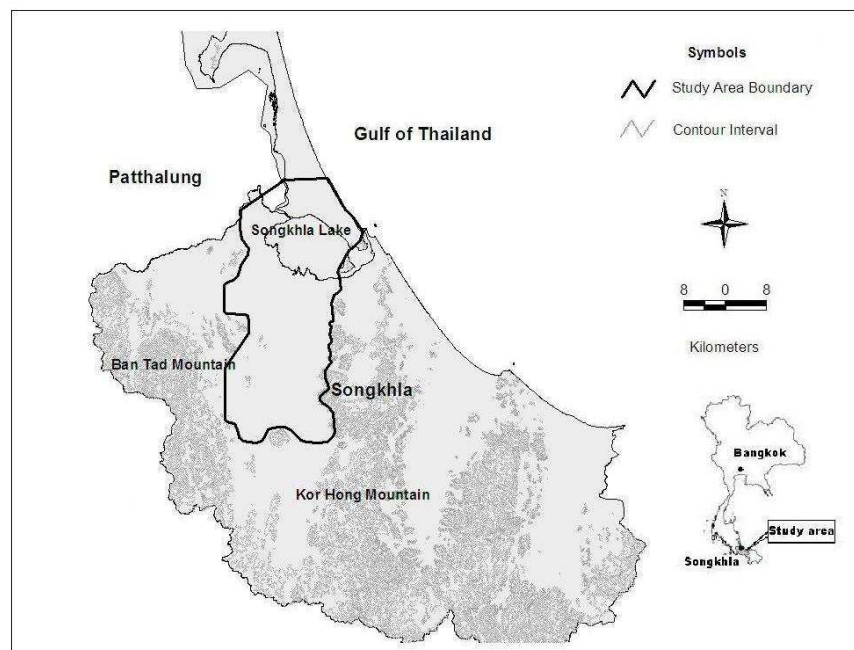 Symbols
Study Area Boundary
Contour Interval
Gulf of Thailand
Patthalung
N
Songkhla Lake
8 0 8
Kilometers
Ban Tad Mountain
Songkhla
Kor Hong Mountain
Bangkok
Study area
Songkhla